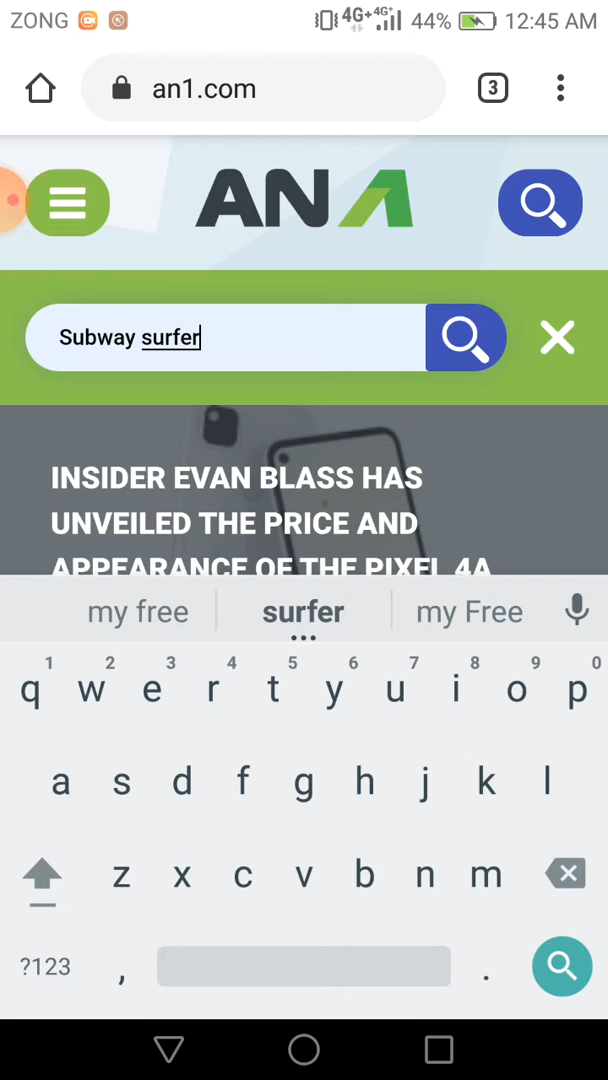 ZONG 4G+ 4G+ 44% 12:45 AM
an1.com 3
AN1
Subway surfer
INSIDER EVAN BLASS HAS
UNVEILED THE PRICE AND
APPEARANCE OF THE PIXEL 4A
my free surfer my Free
1 2 3 4 5 6 7 8 9 0
q w e r t y u i o p
a s d f g h j k l
z x c v b n m
?123 , .